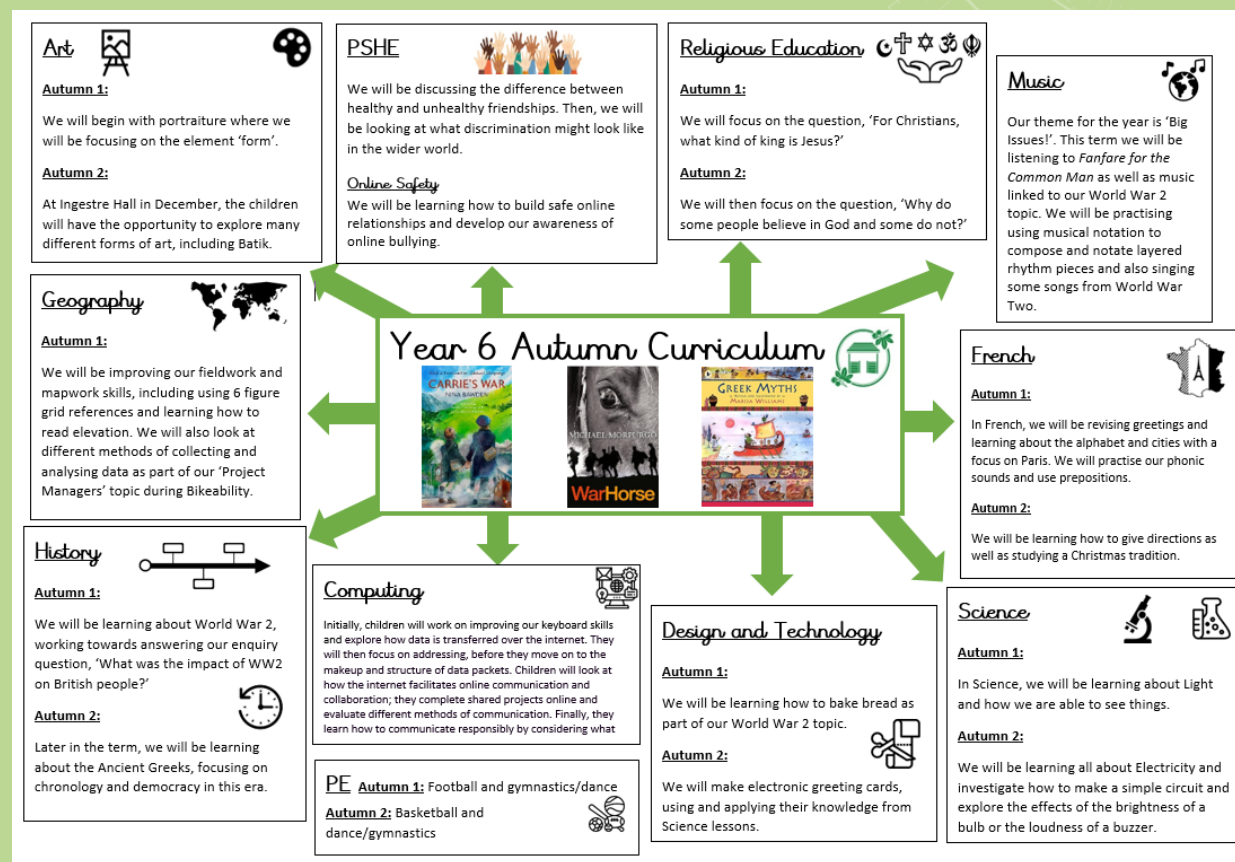 Art
Autumn 1:
We will begin with portraiture where we
will be focusing on the element ‘form’.
Autumn 2:
At Ingestre Hall in December, the children
will have the opportunity to explore many
different forms of art, including Batik.
PSHE
We will be discussing the difference between
healthy and unhealthy friendships. Then, we will
be looking at what discrimination might look like
in the wider world.
Online Safety
We will be learning how to build safe online
relationships and develop our awareness of
online bullying.
Religious Education
Autumn 1:
We will focus on the question, ‘For Christians,
what kind of king is Jesus?’
Autumn 2:
We will then focus on the question, ‘Why do
some people believe in God and some do not?’
Music
Our theme for the year is ‘Big
Issues!’. This term we will be
listening to Fanfare for the
Common Man as well as music
linked to our World War 2
topic. We will be practising
using musical notation to
compose and notate layered
rhythm pieces and also singing
some songs from World War
Two.
Geography
Autumn 1:
We will be improving our fieldwork and
mapwork skills, including using 6 figure
grid references and learning how to
read elevation. We will also look at
different methods of collecting and
analysing data as part of our ‘Project
Managers’ topic during Bikeability.
Year 6 Autumn Curriculum
CARRIE'S WAR
NINA BAWDEN
MICHAEL MORPURGO
WarHorse
GREEK MYTHS
MARCIA WILLIAMS
French
Autumn 1:
In French, we will be revising greetings and
learning about the alphabet and cities with a
focus on Paris. We will practise our phonic
sounds and use prepositions.
Autumn 2:
We will be learning how to give directions as
well as studying a Christmas tradition.
History
Autumn 1:
We will be learning about World War 2,
working towards answering our enquiry
question, ‘What was the impact of WW2
on British people?’
Autumn 2:
Later in the term, we will be learning
about the Ancient Greeks, focusing on
chronology and democracy in this era.
Computing
Initially, children will work on improving our keyboard skills
and explore how data is transferred over the internet. They
will then focus on addressing, before they move on to the
makeup and structure of data packets. Children will look at
how the internet facilitates online communication and
collaboration; they complete shared projects online and
evaluate different methods of communication. Finally, they
learn how to communicate responsibly by considering what
PE Autumn 1: Football and gymnastics/dance
Autumn 2: Basketball and
dance/gymnastics
Design and Technology
Autumn 1:
We will be learning how to bake bread as
part of our World War 2 topic.
Autumn 2:
We will make electronic greeting cards,
using and applying their knowledge from
Science lessons.
Science
Autumn 1:
In Science, we will be learning about Light
and how we are able to see things.
Autumn 2:
We will be learning all about Electricity and
investigate how to make a simple circuit and
explore the effects of the brightness of a
bulb or the loudness of a buzzer.